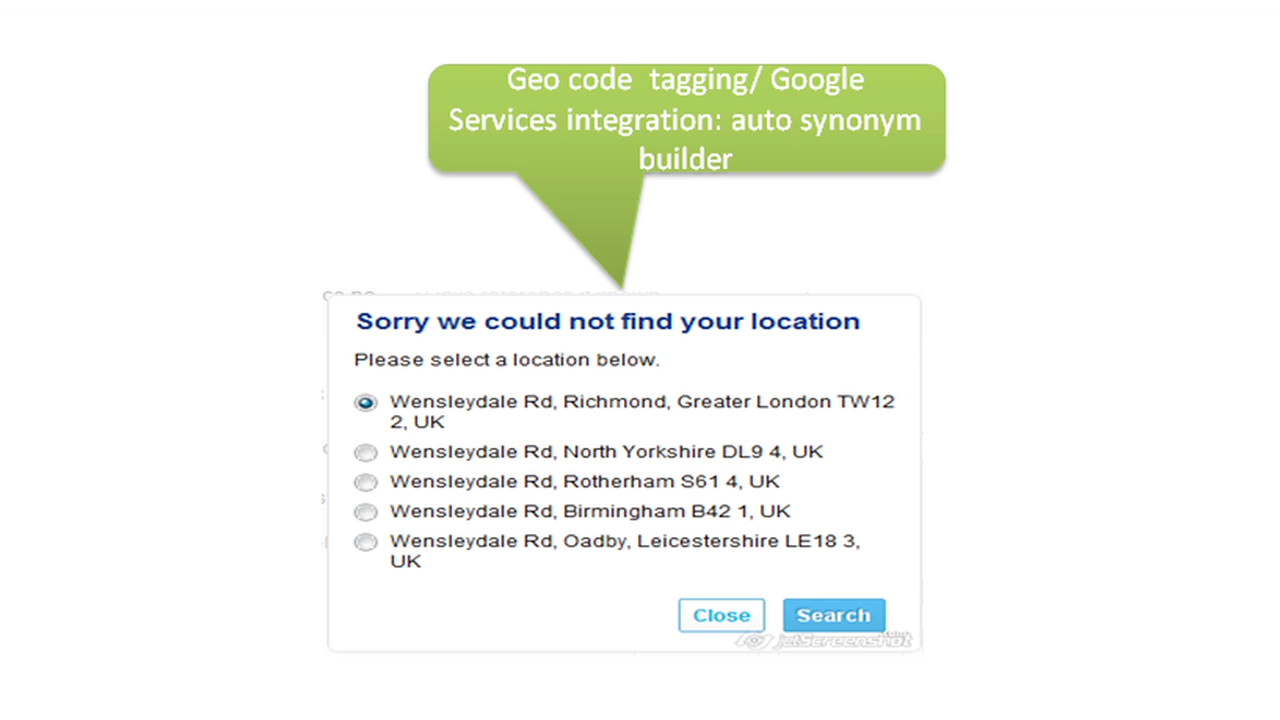 Geo code  tagging/ Google
Services integration: auto synonym
builder
Sorry we could not find your location
Please select a location below.
Wensleydale Rd, Richmond, Greater London TW12
2, UK
Wensleydale Rd, North Yorkshire DL9 4, UK
Wensleydale Rd, Rotherham S61 4, UK
Wensleydale Rd, Birmingham B42 1, UK
Wensleydale Rd, Oadby, Leicestershire LE18 3,
UK
Close Search
jetScreenshot .com